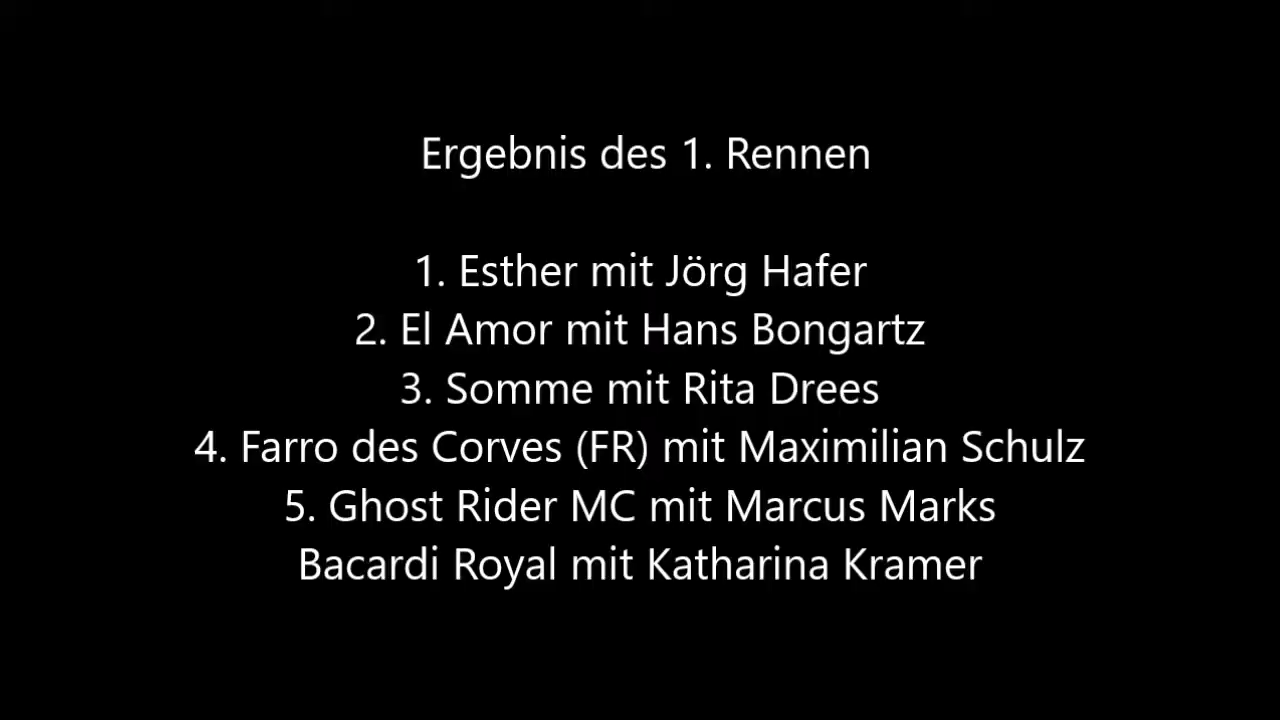 Ergebnis des 1. Rennen
1. Esther mit Jörg Hafer
2. El Amor mit Hans Bongartz
3. Somme mit Rita Drees
4. Farro des Corves (FR) mit Maximilian Schulz
5. Ghost Rider MC mit Marcus Marks
Bacardi Royal mit Katharina Kramer